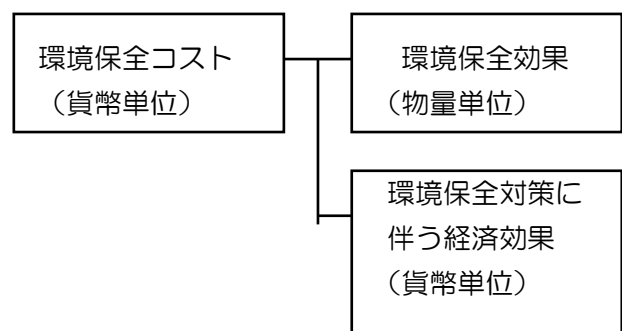 環境保全コスト
（貨幣単位）
環境保全効果
（物量単位）
環境保全対策に
伴う経済効果
（貨幣単位）